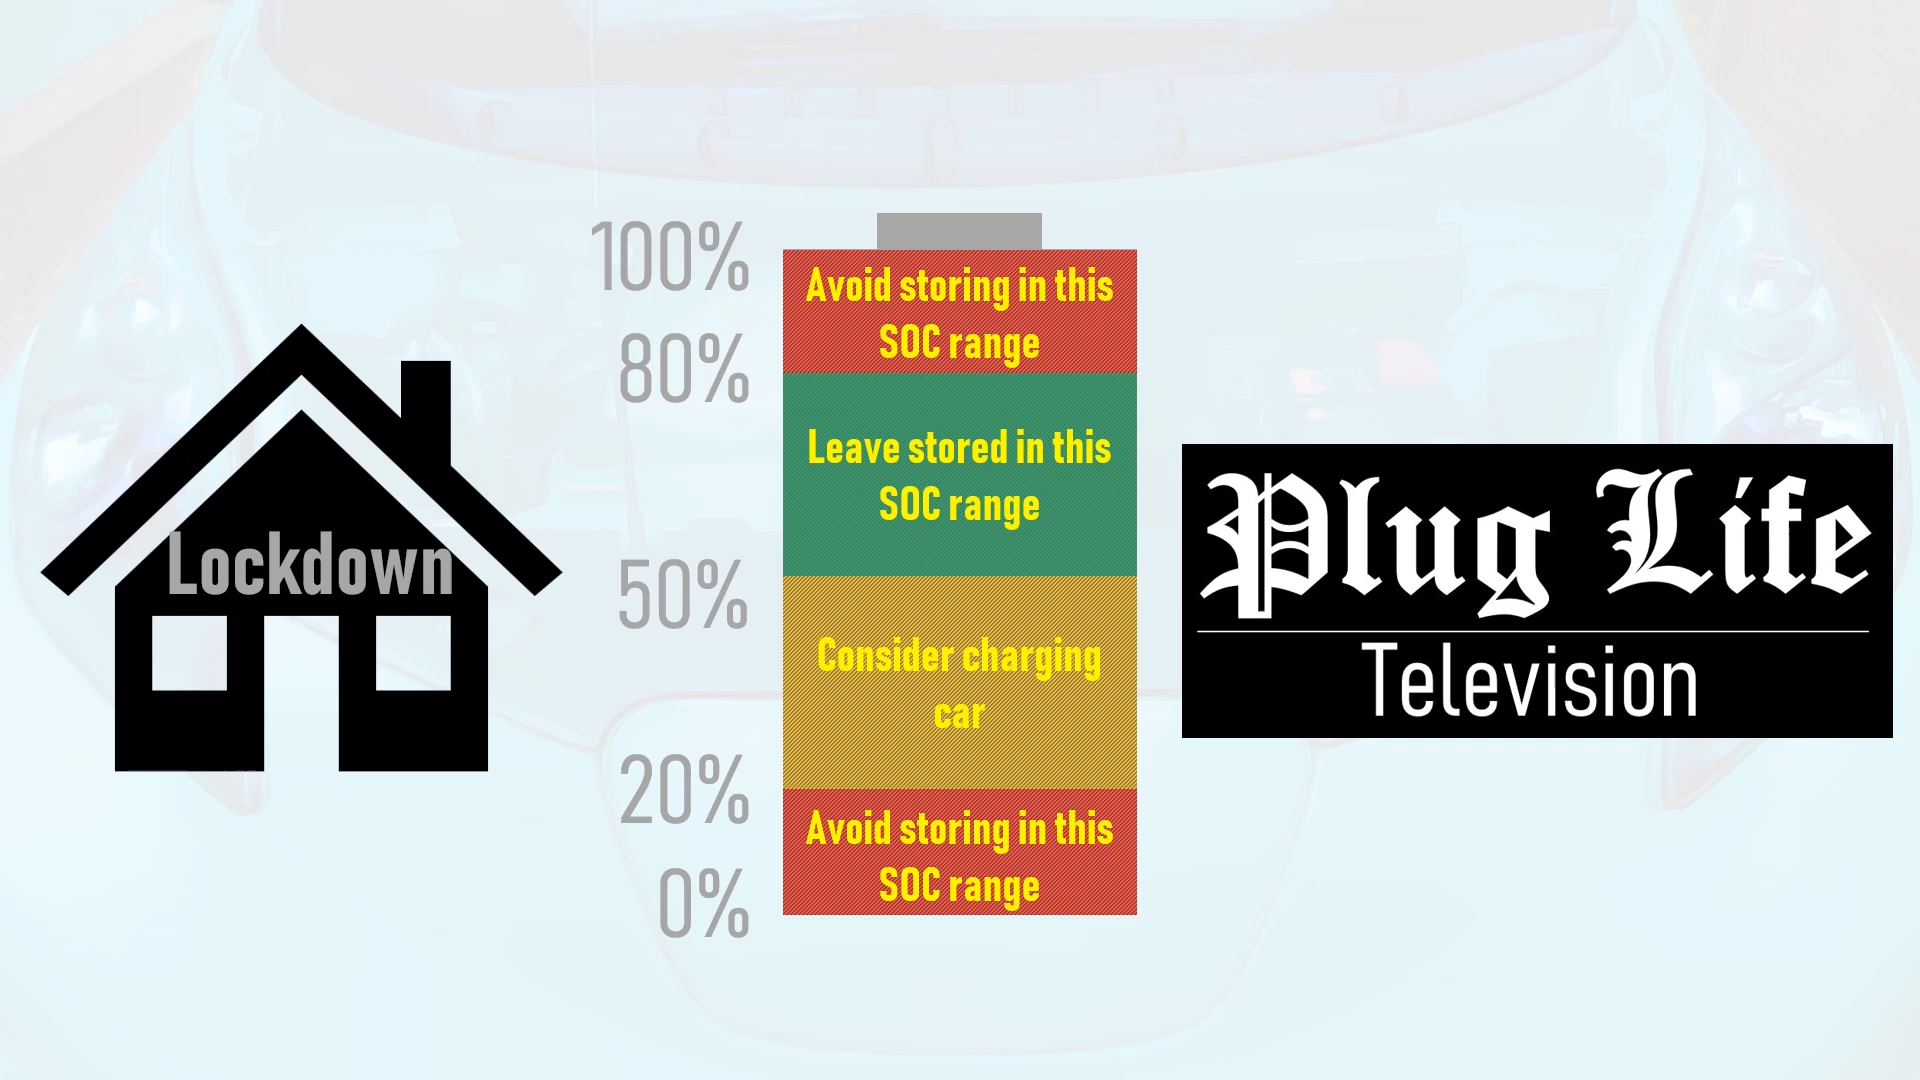 Lockdown
100%
80%
50%
20%
0%
Avoid storing in this
SOC range
Leave stored in this
SOC range
Consider charging
car
Avoid storing in this
SOC range
Plug Life
Television